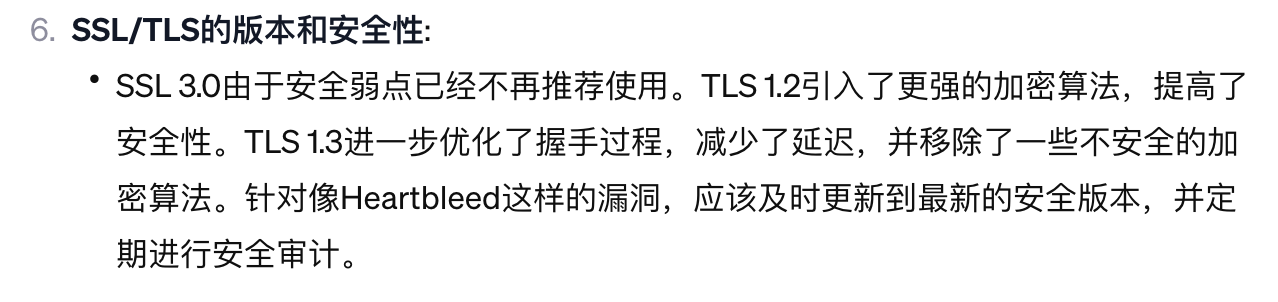 6. SSL/TLS的版本和安全性:
• SSL 3.0由于安全弱点已经不再推荐使用。TLS 1.2引入了更强的加密算法，提高了
安全性。TLS 1.3进一步优化了握手过程，减少了延迟，并移除了一些不安全的加
密算法。针对像Heartbleed这样的漏洞，应该及时更新到最新的安全版本，并定
期进行安全审计。